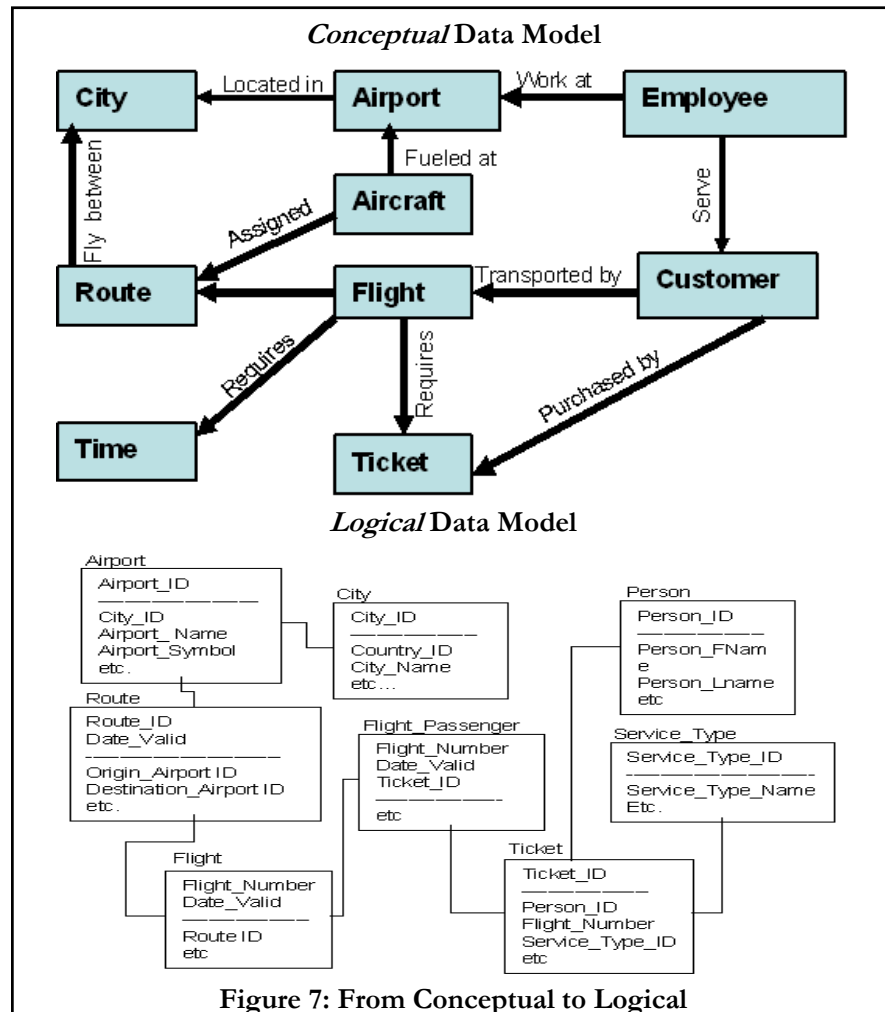 Conceptual Data Model
City
Located in
Airport
Work at
Employee
Fly between
Fueled at
Serve
Aircraft
Assigned
Route
Flight
Transported by
Customer
Requires
Requires
Purchased by
Time
Ticket
Logical Data Model
Airport
Airport_ID
City_ID
Airport_ Name
Airport_Symbol
etc.
City
City_ID
Country_ID
City_Name
etc...
Person
Person_ID
Person_FNam
e
Person_Lname
etc
Route
Route_ID
Date_Valid
Origin_Airport ID
Destination_Airport ID
etc.
Flight_Passenger
Flight_Number
Date_Valid
Ticket_ID
etc
Service_Type
Service_Type_ID
Service_Type_Name
Etc.
Flight
Flight_Number
Date_Valid
Route ID
etc
Ticket
Ticket_ID
Person_ID
Flight_Number
Service_Type_ID
etc
Figure 7: From Conceptual to Logical